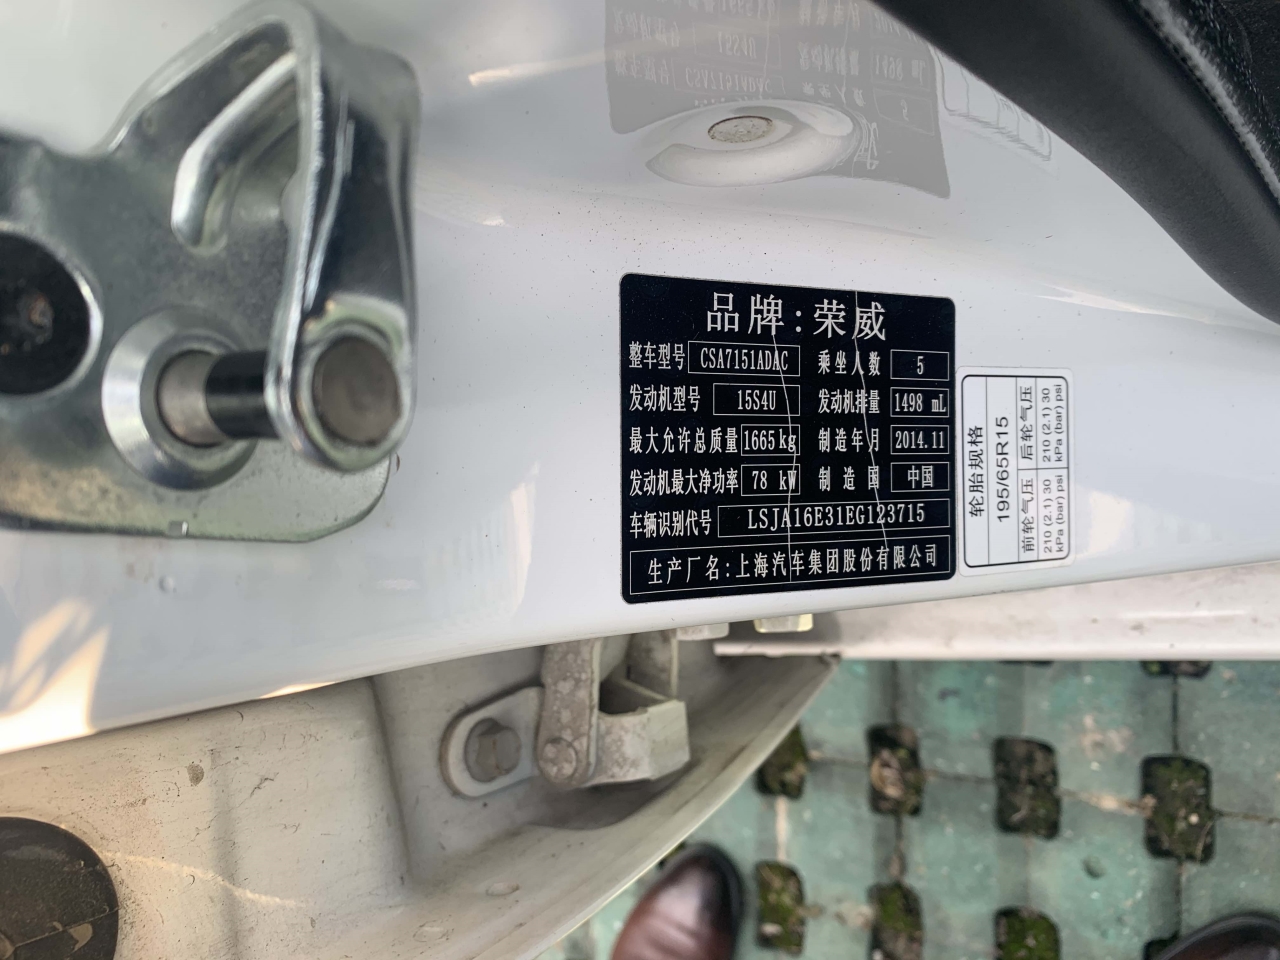 品牌:荣威
整车型号 CSA7151ADAC 乘坐人数 5
发动机型号 15S4U 发动机排量 1498 mL
最大允许总质量 1665 kg 制造年月 2014.11
发动机最大净功率 78 kW 制造国 中国
车辆识别代号 LSJA16E31EG123715
生产厂名:上海汽车集团股份有限公司
轮胎规格
195/65R15
前轮气压 后轮气压
210 (2.1) 30 210 (2.1) 30
kPa (bar) psi kPa (bar) psi